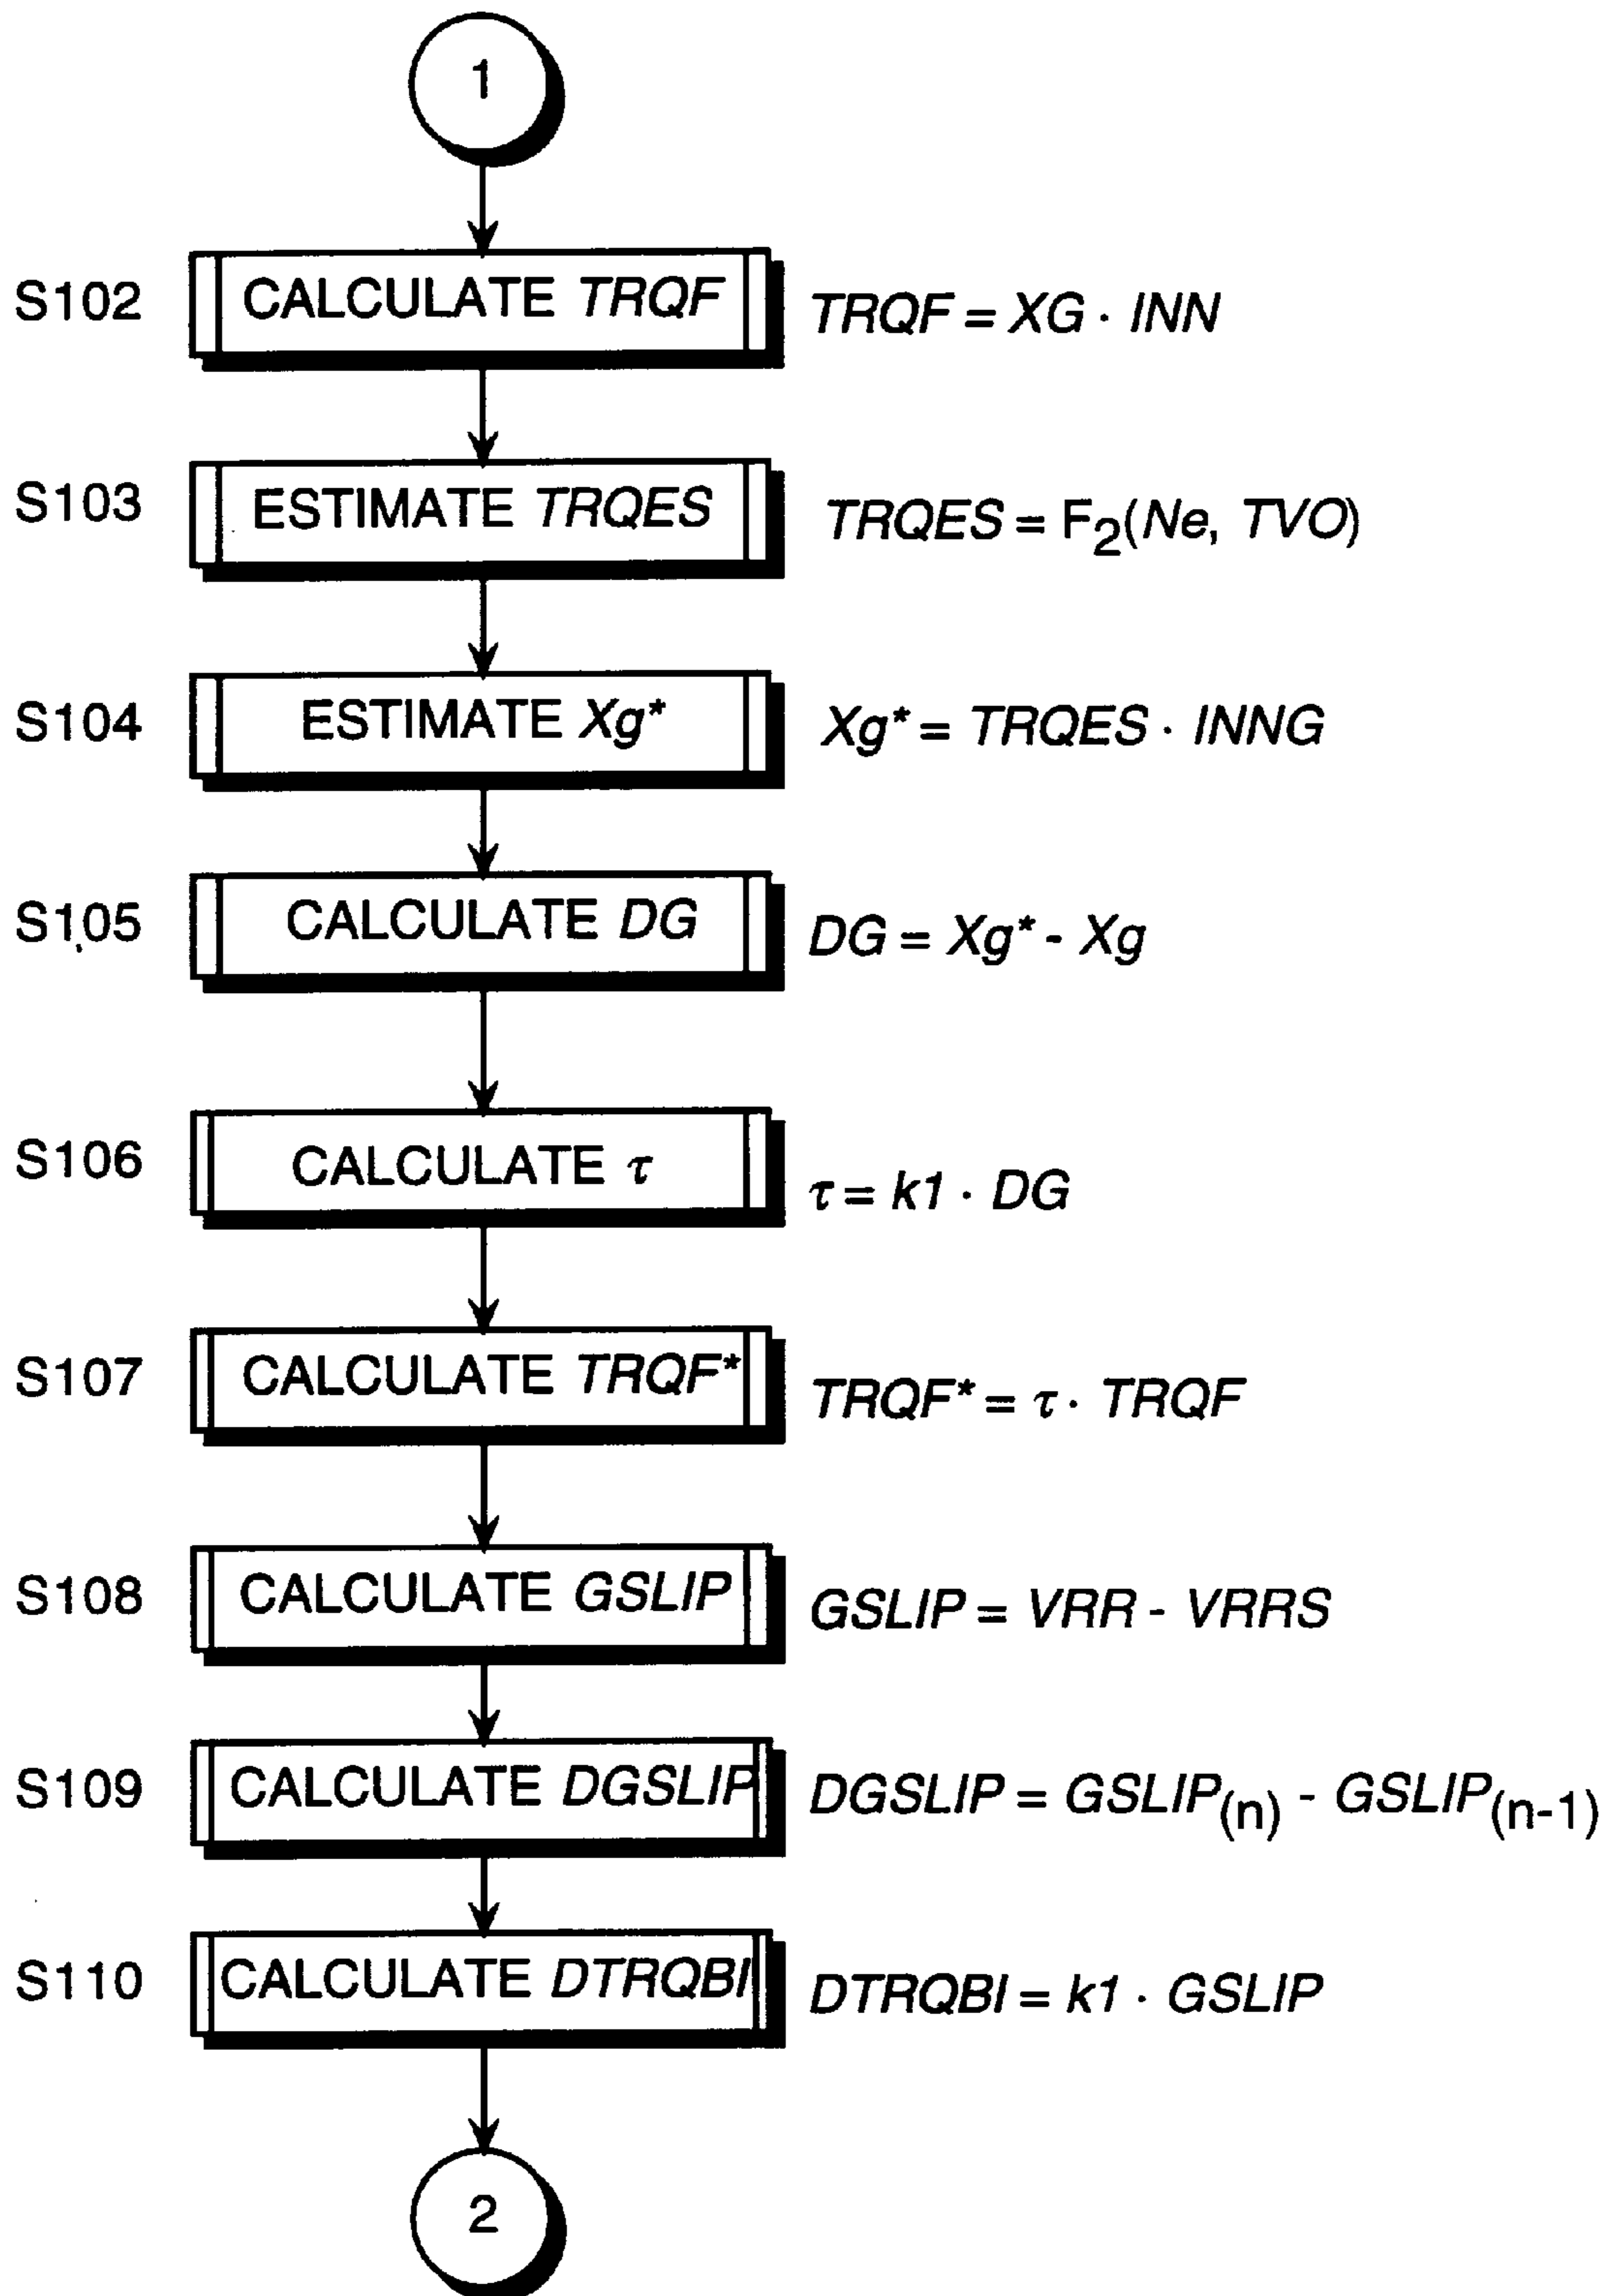 1
S102 CALCULATE TRQF TRQF = XG · INN
S103 ESTIMATE TRQES TRQES = F2(Ne, TVO)
S104 ESTIMATE Xg* Xg* = TRQES · INNG
S105 CALCULATE DG DG = Xg* - Xg
S106 CALCULATE τ τ = k1 · DG
S107 CALCULATE TRQF* TRQF* = τ · TRQF
S108 CALCULATE GSLIP GSLIP = VRR - VRRS
S109 CALCULATE DGSLIP DGSLIP = GSLIP(n) - GSLIP(n-1)
S110 CALCULATE DTRQBI DTRQBI = k1 · GSLIP
2